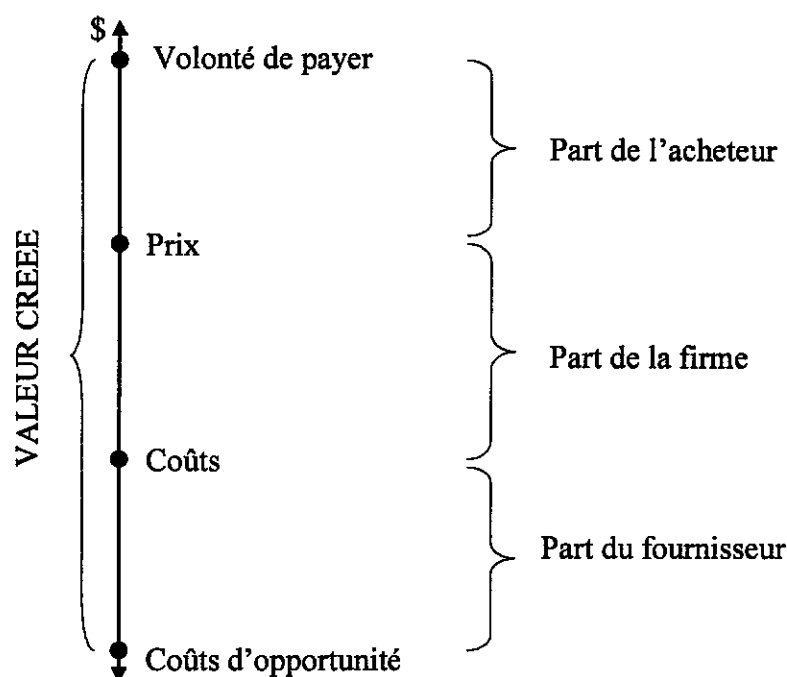 $
Volonté de payer
Part de l'acheteur
Prix
VALEUR CREEE
Part de la firme
Coûts
Part du fournisseur
Coûts d'opportunité